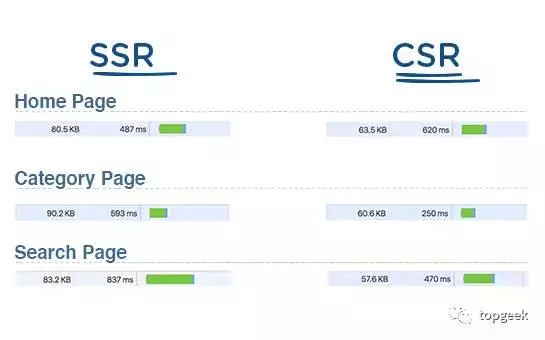 SSR CSR
Home Page
80.5 KB 487 ms 63.5 KB 620 ms
Category Page
90.2 KB 593 ms 60.6 KB 250 ms
Search Page
83.2 KB 837 ms 57.6 KB 470 ms
topgeek